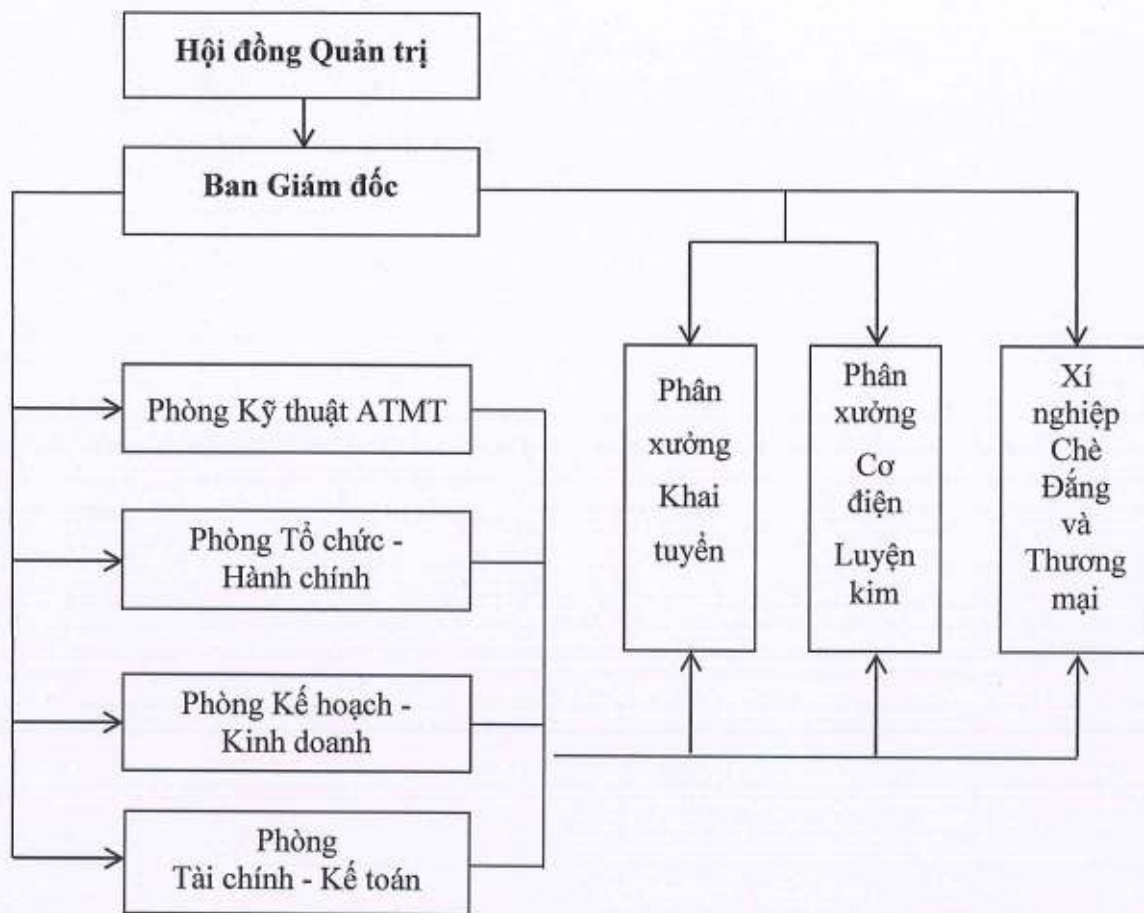 Hội đồng Quản trị
Ban Giám đốc
Phòng Kỹ thuật ATMT
Phòng Tổ chức -
Hành chính
Phòng Kế hoạch -
Kinh doanh
Phòng
Tài chính - Kế toán
Phân
xưởng
Khai
tuyển
Phân
xưởng
Cơ
điện
Luyện
kim
Xí
nghiệp
Chè
Đắng
và
Thương
mại